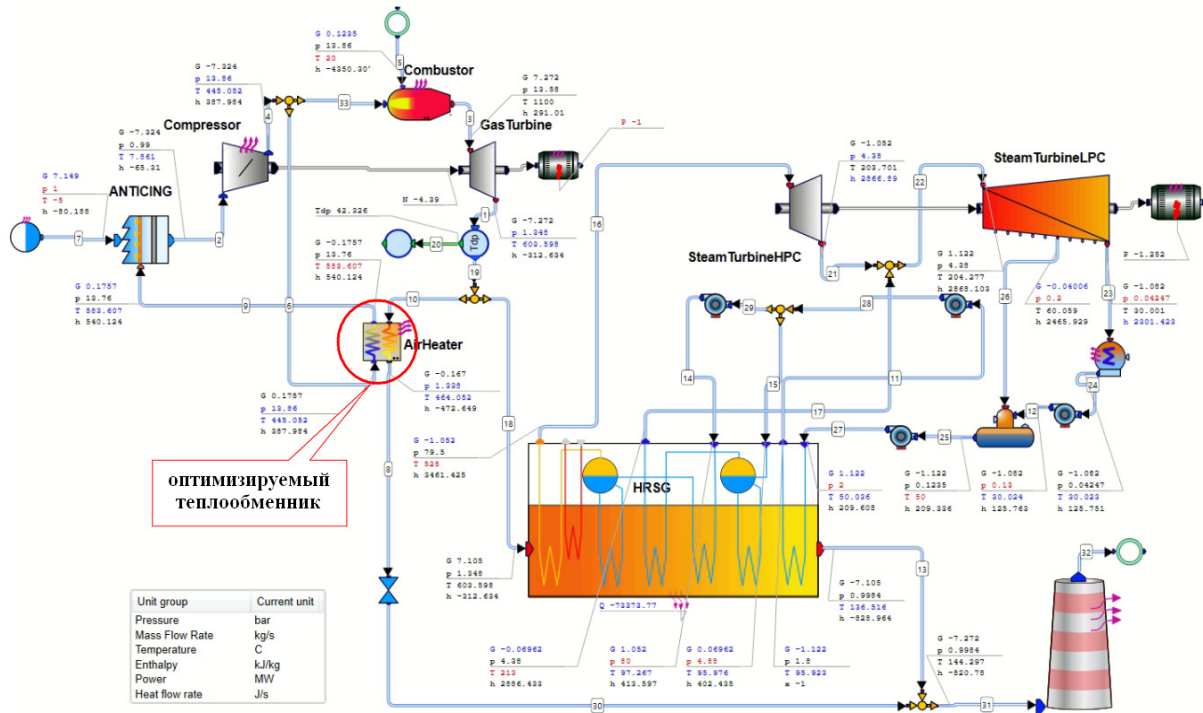 G 0.1235
p 13.86
T 20
h -4350.30
5
Combustor
G -7.324
p 13.86
T 445.052
h 387.984
4
33
3
G 7.272
p 13.58
T 1100
h 291.01
Compressor
G -7.324
p 0.99
T 7.861
h -65.31
GasTurbine
P -1
G 7.149
p 1
T -5
h -80.188
ANTICING
7
2
N -4.39
1
Tdp 42.326
Tdp
20
19
G -7.272
p 1.348
T 603.598
h -312.634
G -0.1757
p 13.76
T 583.607
h 540.124
G 0.1757
p 13.76
T 583.607
h 540.124
9
6
10
AirHeater
G -0.167
p 1.338
T 464.052
h -472.649
G 0.1757
p 13.86
T 445.052
h 387.984
оптимизируемый
теплообменник
8
18
16
G -1.052
p 4.38
T 203.701
h 2866.89
22
SteamTurbineLPC
SteamTurbineHPC
21
P -1.382
G 1.122
p 4.38
T 204.277
h 2868.103
26
G -0.04006
p 0.2
T 60.059
h 2465.929
23
G -1.082
p 0.04247
T 30.001
h 2301.423
29
28
14
15
11
17
24
12
25
27
G -1.052
p 79.5
T 525
h 3461.425
HRSG
G 1.122
p 2
T 50.036
h 209.608
G -1.122
p 0.1235
T 50
h 209.336
G -1.082
p 0.13
T 30.024
h 125.763
G -1.082
p 0.04247
T 30.023
h 125.751
G 7.105
p 1.348
T 603.598
h -312.634
Q -73373.77
G -7.105
p 0.9984
T 136.516
h -828.964
13
32
G -0.06962
p 4.38
T 213
h 2886.433
G 1.052
p 80
T 97.267
h 413.597
G 0.06962
p 4.88
T 95.976
h 402.435
G -1.122
p 1.8
T 95.923
x -1
G -7.272
p 0.9984
T 144.297
h -820.78
30
31
Unit group Current unit
Pressure bar
Mass Flow Rate kg/s
Temperature C
Enthalpy kJ/kg
Power MW
Heat flow rate J/s